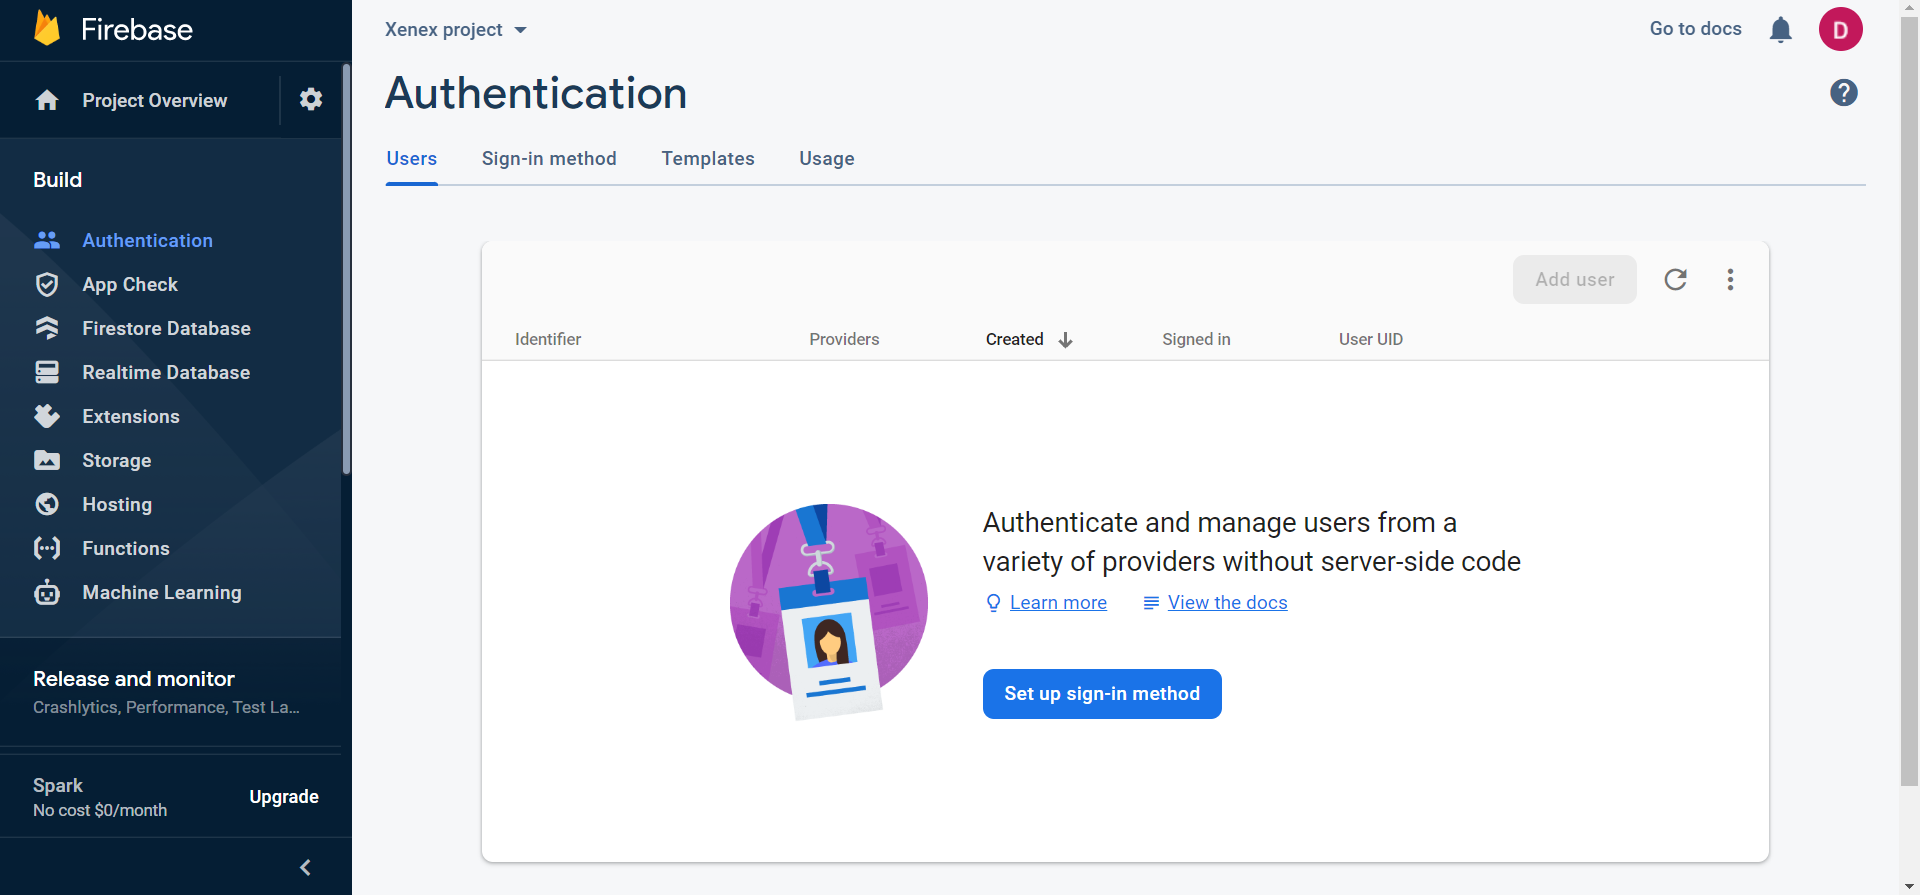 Firebase
Project Overview
Build
Authentication
App Check
Firestore Database
Realtime Database
Extensions
Storage
Hosting
Functions
Machine Learning
Release and monitor
Crashlytics, Performance, Test La...
Spark
No cost $0/month
Upgrade
Xenex project
Go to docs
D
Authentication
Users Sign-in method Templates Usage
Add user
Identifier Providers Created Signed in User UID
Authenticate and manage users from a
variety of providers without server-side code
Learn more View the docs
Set up sign-in method